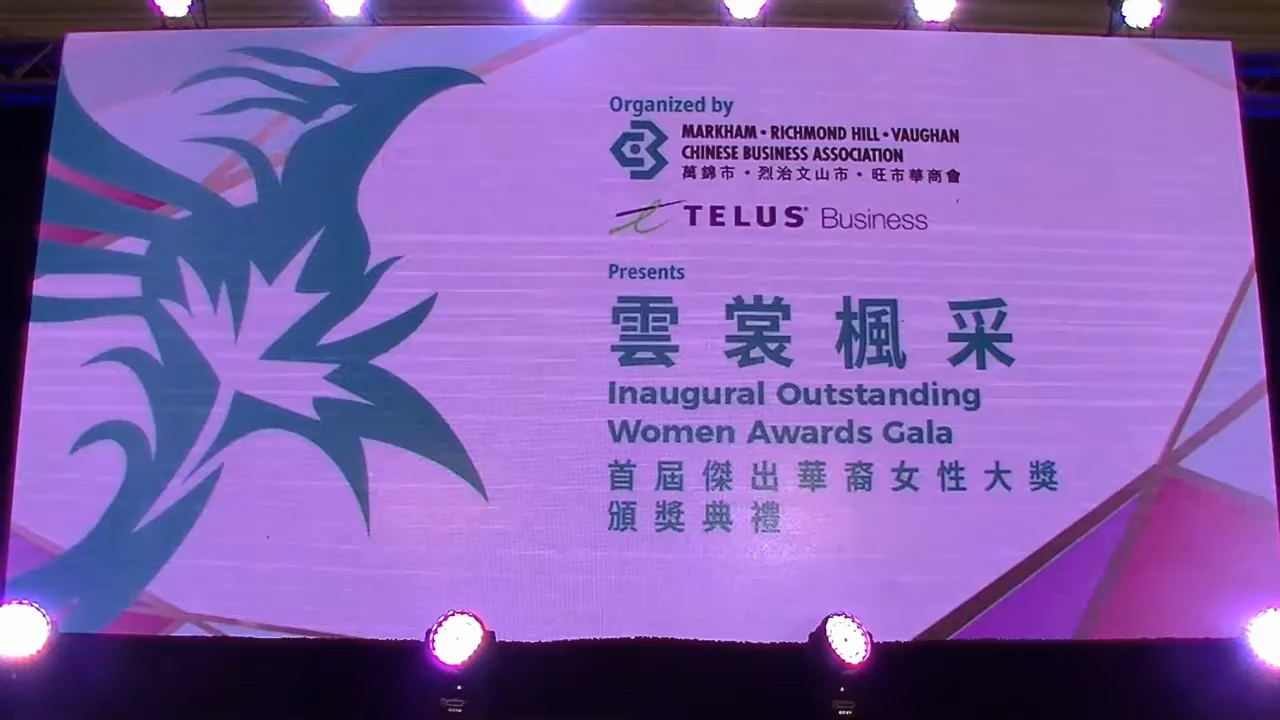 Organized by
MARKHAM • RICHMOND HILL • VAUGHAN
CHINESE BUSINESS ASSOCIATION
萬錦市 • 烈治文山市 • 旺市華商會
TELUS® Business
Presents
雲裳楓采
Inaugural Outstanding
Women Awards Gala
首屆傑出華裔女性大獎
頒獎典禮